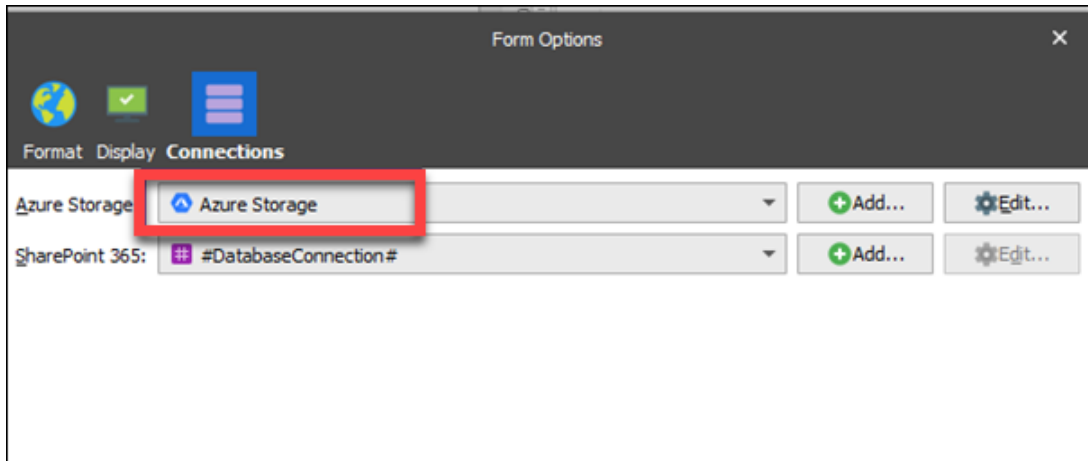 Form Options
Format Display Connections
Azure Storage Azure Storage Add... Edit...
SharePoint 365: #DatabaseConnection# Add... Edit...